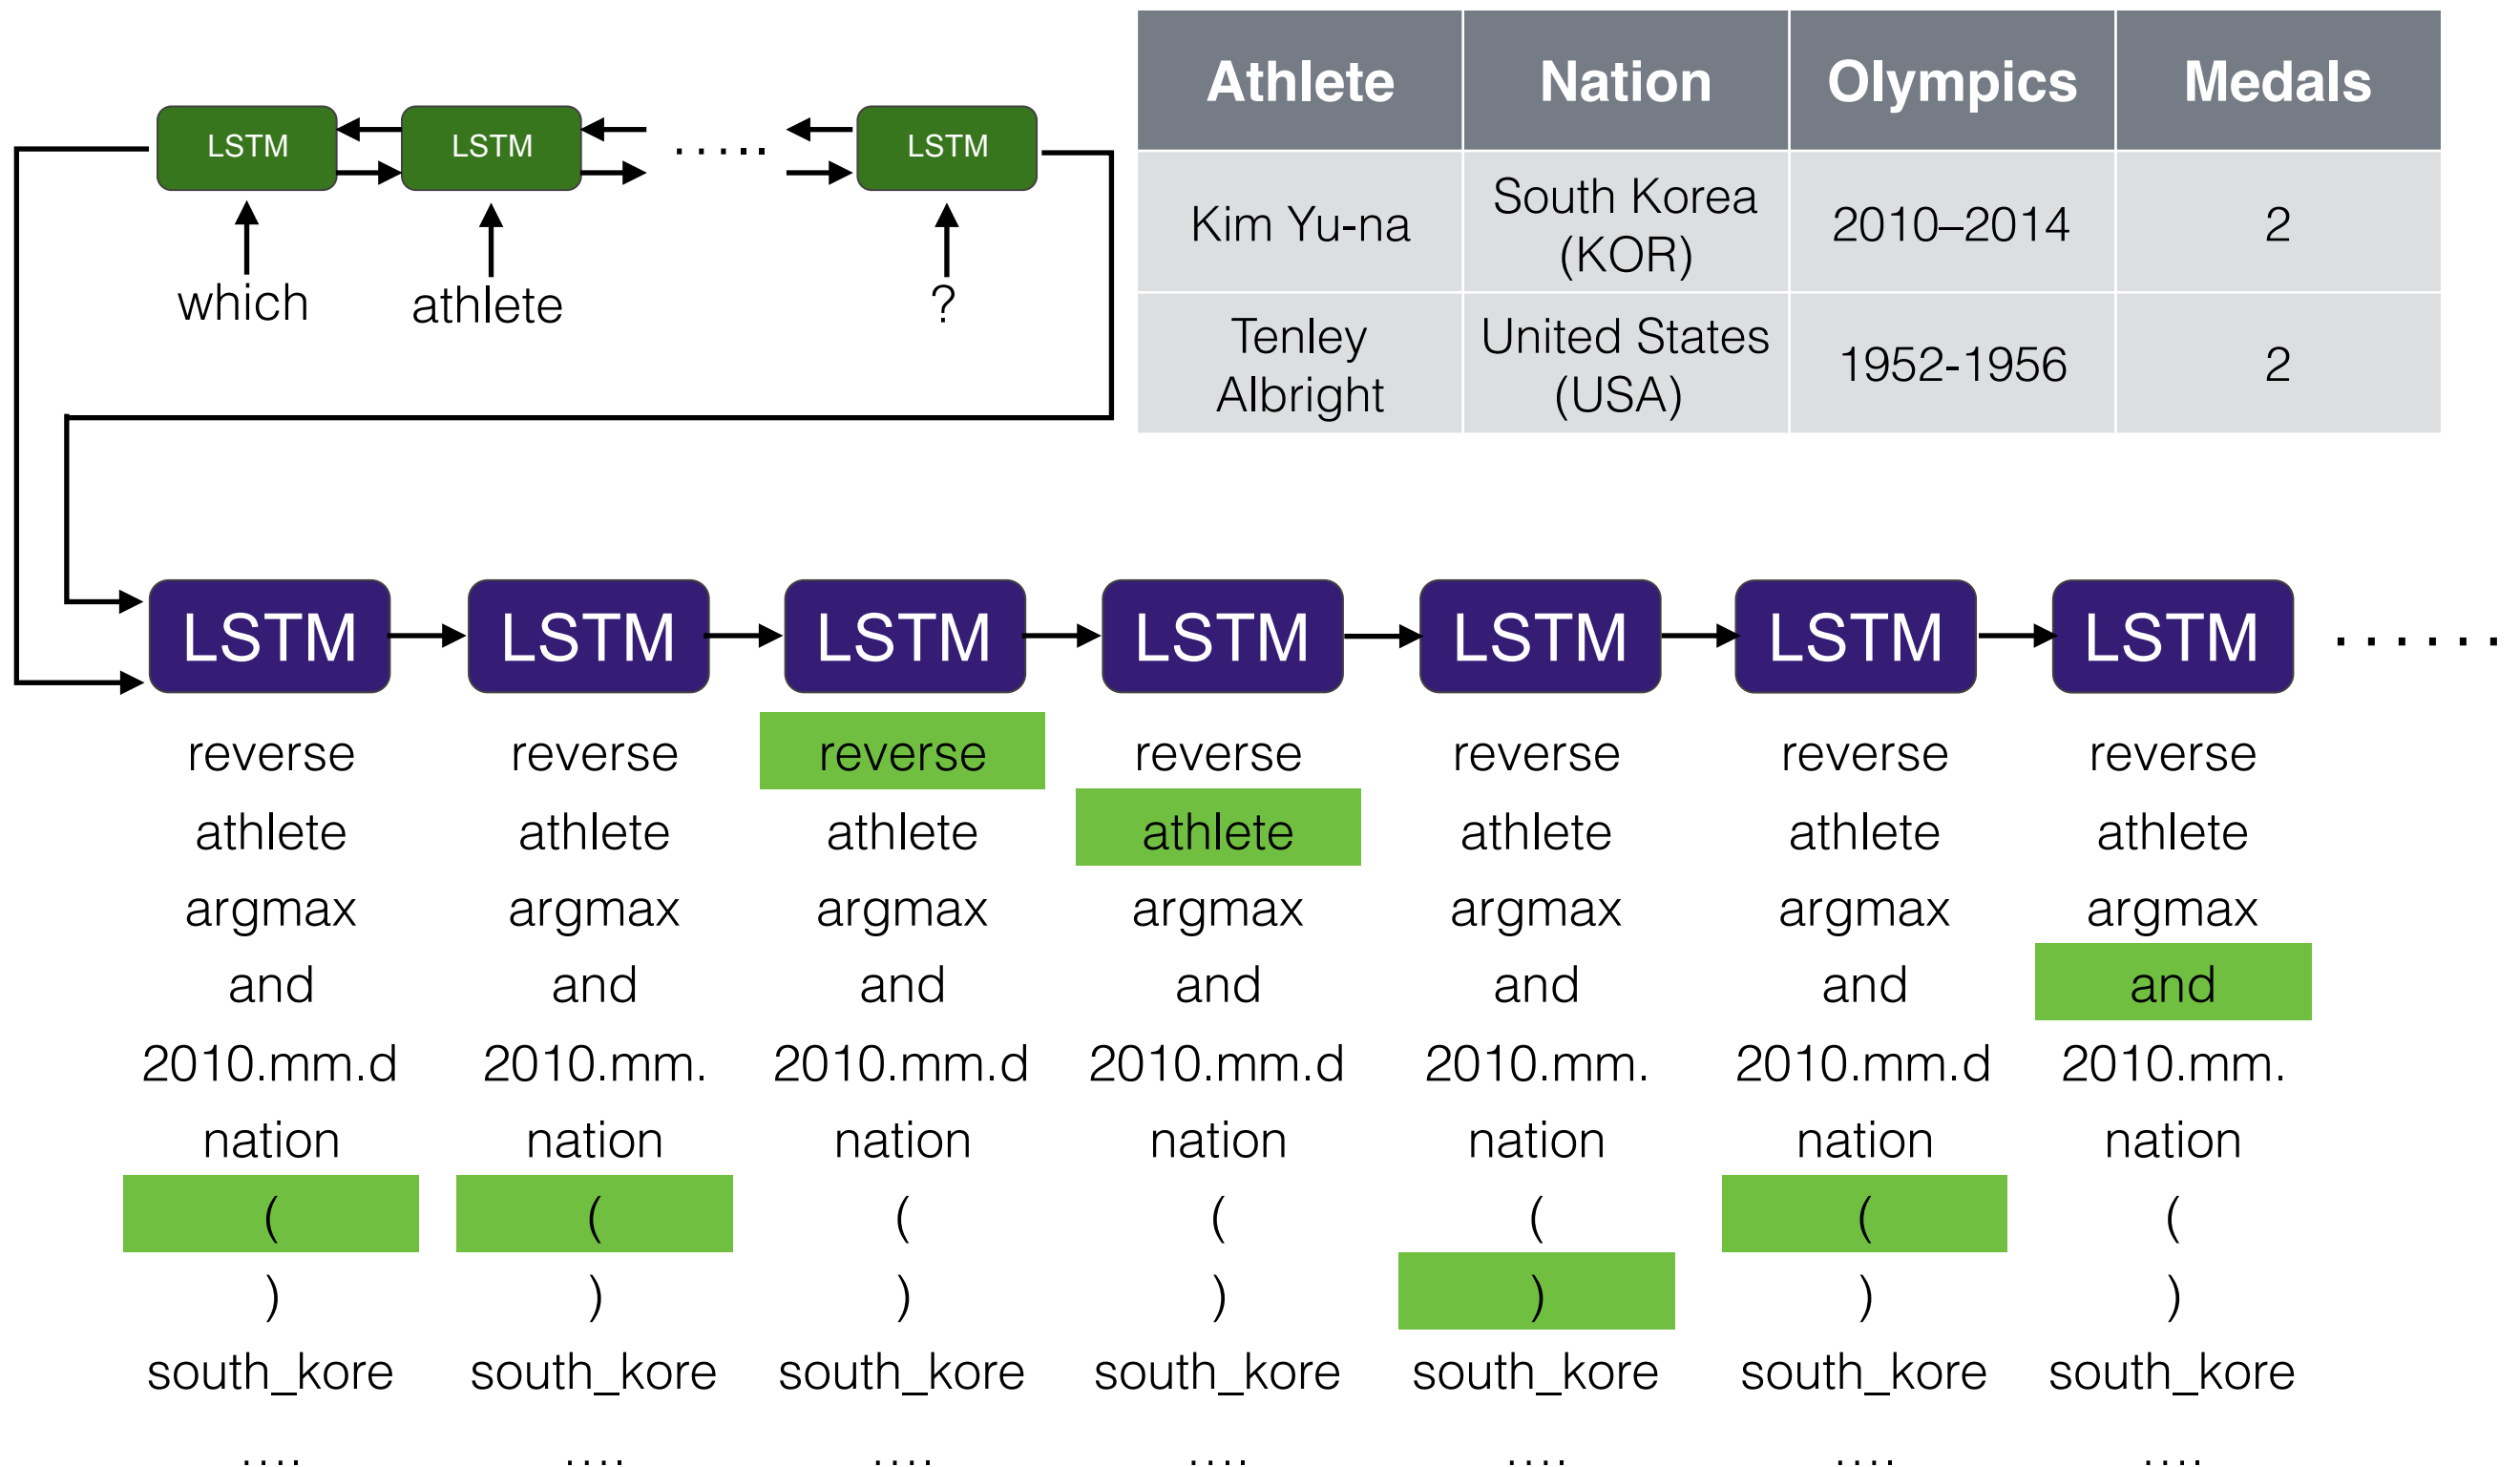 Athlete Nation Olympics Medals
Kim Yu-na South Korea (KOR) 2010–2014 2
Tenley Albright United States (USA) 1952-1956 2
LSTM LSTM ..... LSTM
which athlete ?
LSTM LSTM LSTM LSTM LSTM LSTM LSTM ......
reverse reverse reverse reverse reverse reverse reverse
athlete athlete athlete athlete athlete athlete athlete
argmax argmax argmax argmax argmax argmax argmax
and and and and and and and
2010.mm.d 2010.mm. 2010.mm.d 2010.mm.d 2010.mm. 2010.mm.d 2010.mm.
nation nation nation nation nation nation nation
( ( ( ( ( ( (
) ) ) ) ) ) )
south_kore south_kore south_kore south_kore south_kore south_kore south_kore
.... .... .... .... .... .... ....